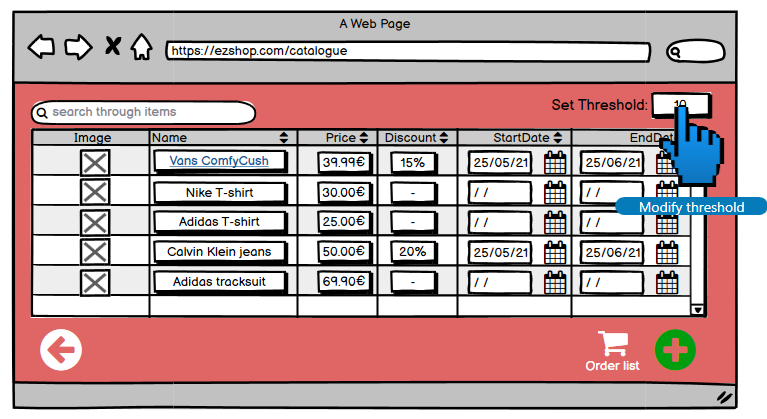 A Web Page
https://ezshop.com/catalogue
Set Threshold: 10
search through items
Image Name Price Discount StartDate EndDate
Vans ComfyCush 39.99€ 15% 25/05/21 25/06/21
Nike T-shirt 30.00€ - / / / /
Modify threshold
Adidas T-shirt 25.00€ - / / / /
Calvin Klein jeans 50.00€ 20% 25/05/21 25/06/21
Adidas tracksuit 69.90€ - / / / /
Order list